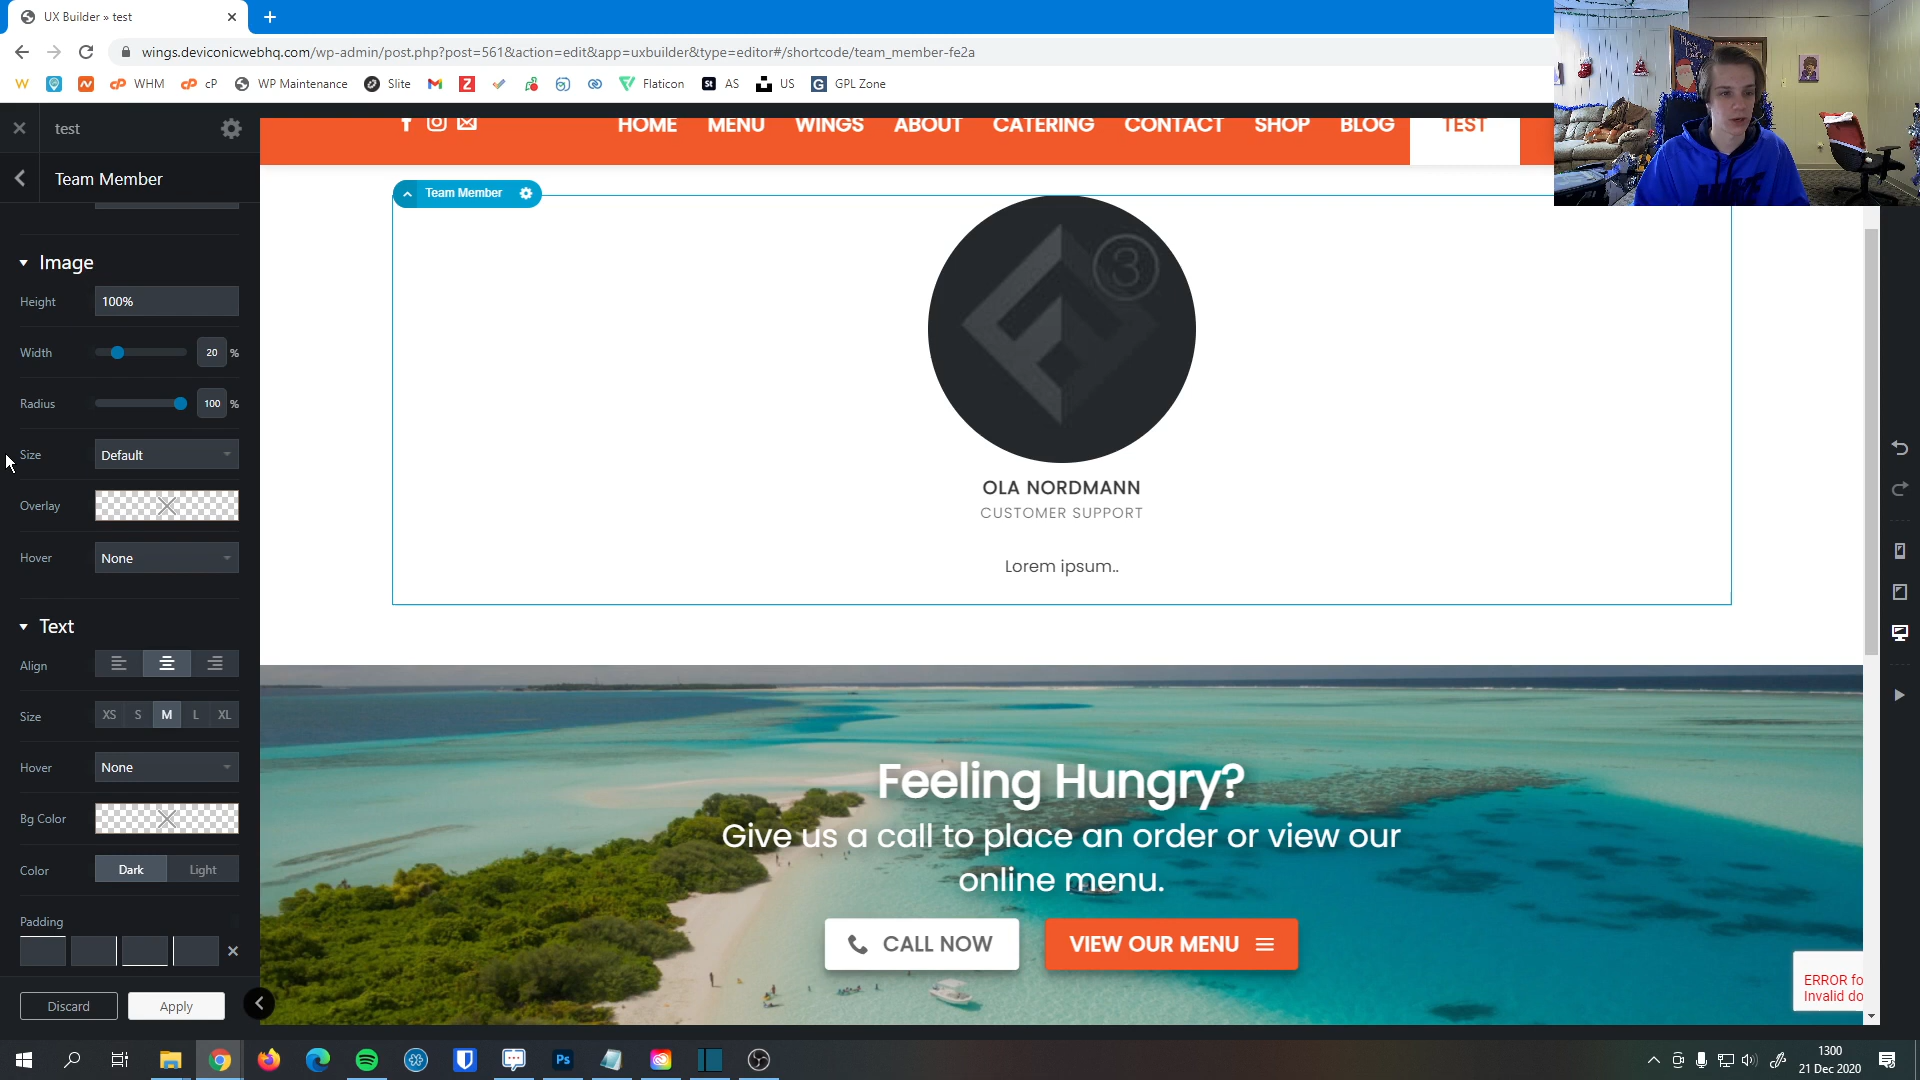 UX Builder » test
wings.deviconicwebhq.com/wp-admin/post.php?post=561&action=edit&app=uxbuilder&type=editor#/shortcode/team_member-fe2a
WHM
cP
WP Maintenance
Slite
Flaticon
AS
US
GPL Zone
test
HOME MENU WINGS ABOUT CATERING CONTACT SHOP BLOG TEST
Team Member
Team Member
3
Image
Height 100%
Width 20 %
Radius 100 %
Size Default
Overlay
Hover None
OLA NORDMANN
CUSTOMER SUPPORT
Lorem ipsum..
Text
Align
Size XS S M L XL
Hover None
Bg Color
Color Dark Light
Padding
Discard Apply
Feeling Hungry?
Give us a call to place an order or view our
online menu.
CALL NOW
VIEW OUR MENU
ERROR fo
Invalid do
1300
21 Dec 2020